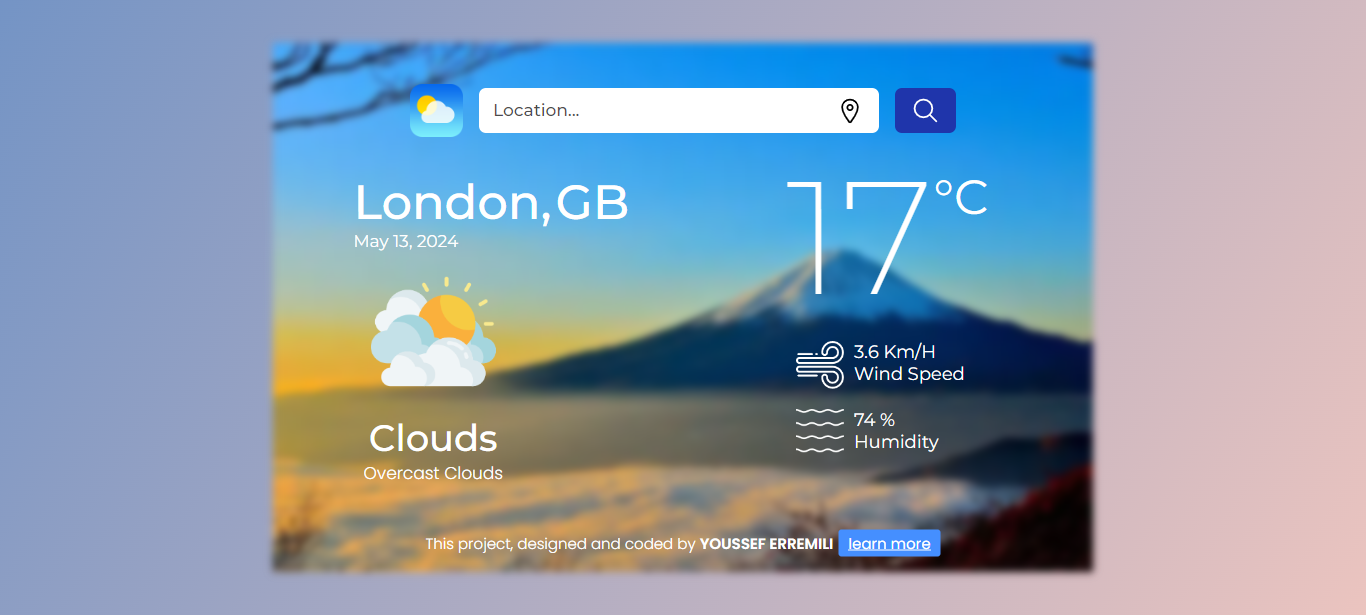 Location...
London, GB
May 13, 2024
17°C
3.6 Km/H
Wind Speed
74 %
Humidity
Clouds
Overcast Clouds
This project, designed and coded by YOUSSEF ERREMILI learn more